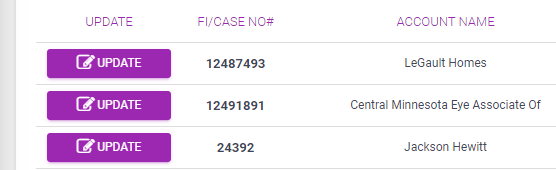 UPDATE FI/CASE NO# ACCOUNT NAME
UPDATE 12487493 LeGault Homes
UPDATE 12491891 Central Minnesota Eye Associate Of
UPDATE 24392 Jackson Hewitt